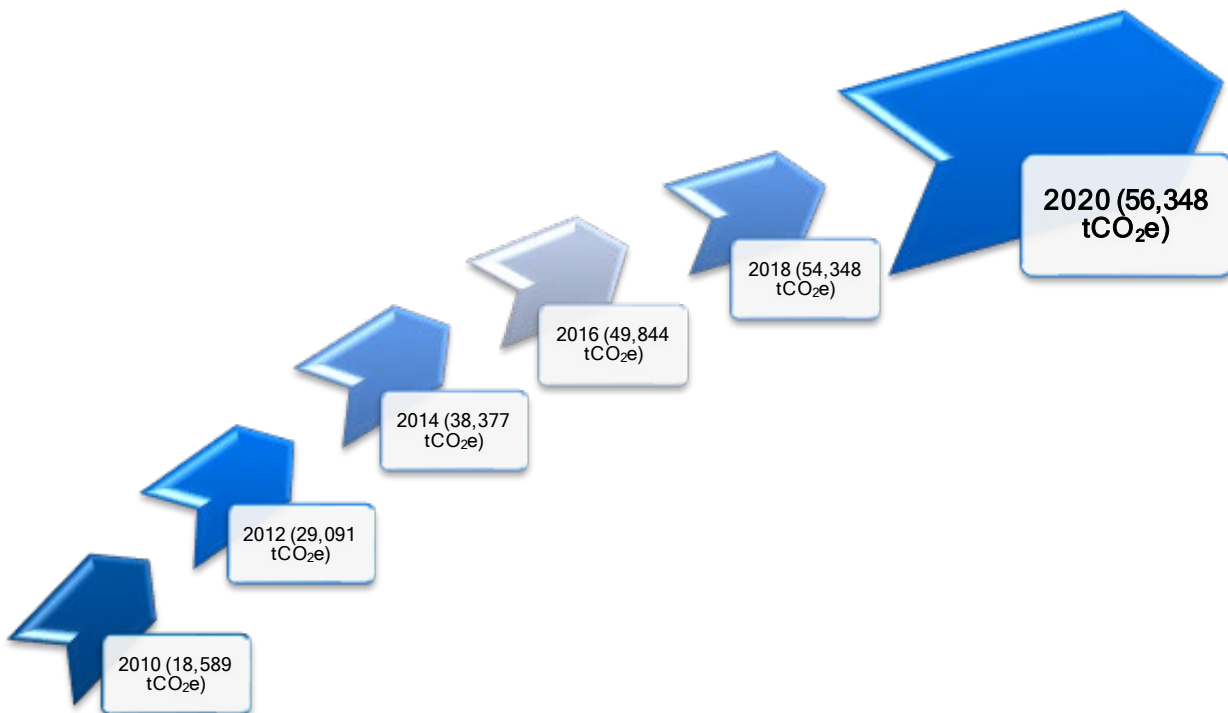 2010 (18,589
tCO₂e)
2012 (29,091
tCO₂e)
2014 (38,377
tCO₂e)
2016 (49,844
tCO₂e)
2018 (54,348
tCO₂e)
2020 (56,348
tCO₂e)